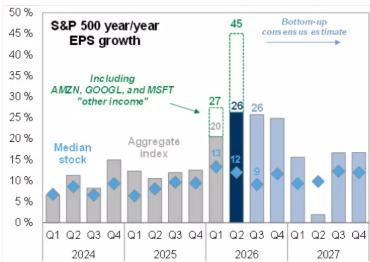 S&P 500 year/year
EPS growth
Bottom-up
consensus estimate
Including
AMZN, GOOGL, and MSFT
"other income"
Median
stock
Aggregate
index
50 %
45 %
40 %
35 %
30 %
25 %
20 %
15 %
10 %
5 %
0 %
45
27
26
26
20
13
12
9
Q1 Q2 Q3 Q4 Q1 Q2 Q3 Q4 Q1 Q2 Q3 Q4 Q1 Q2 Q3 Q4
2024 2025 2026 2027